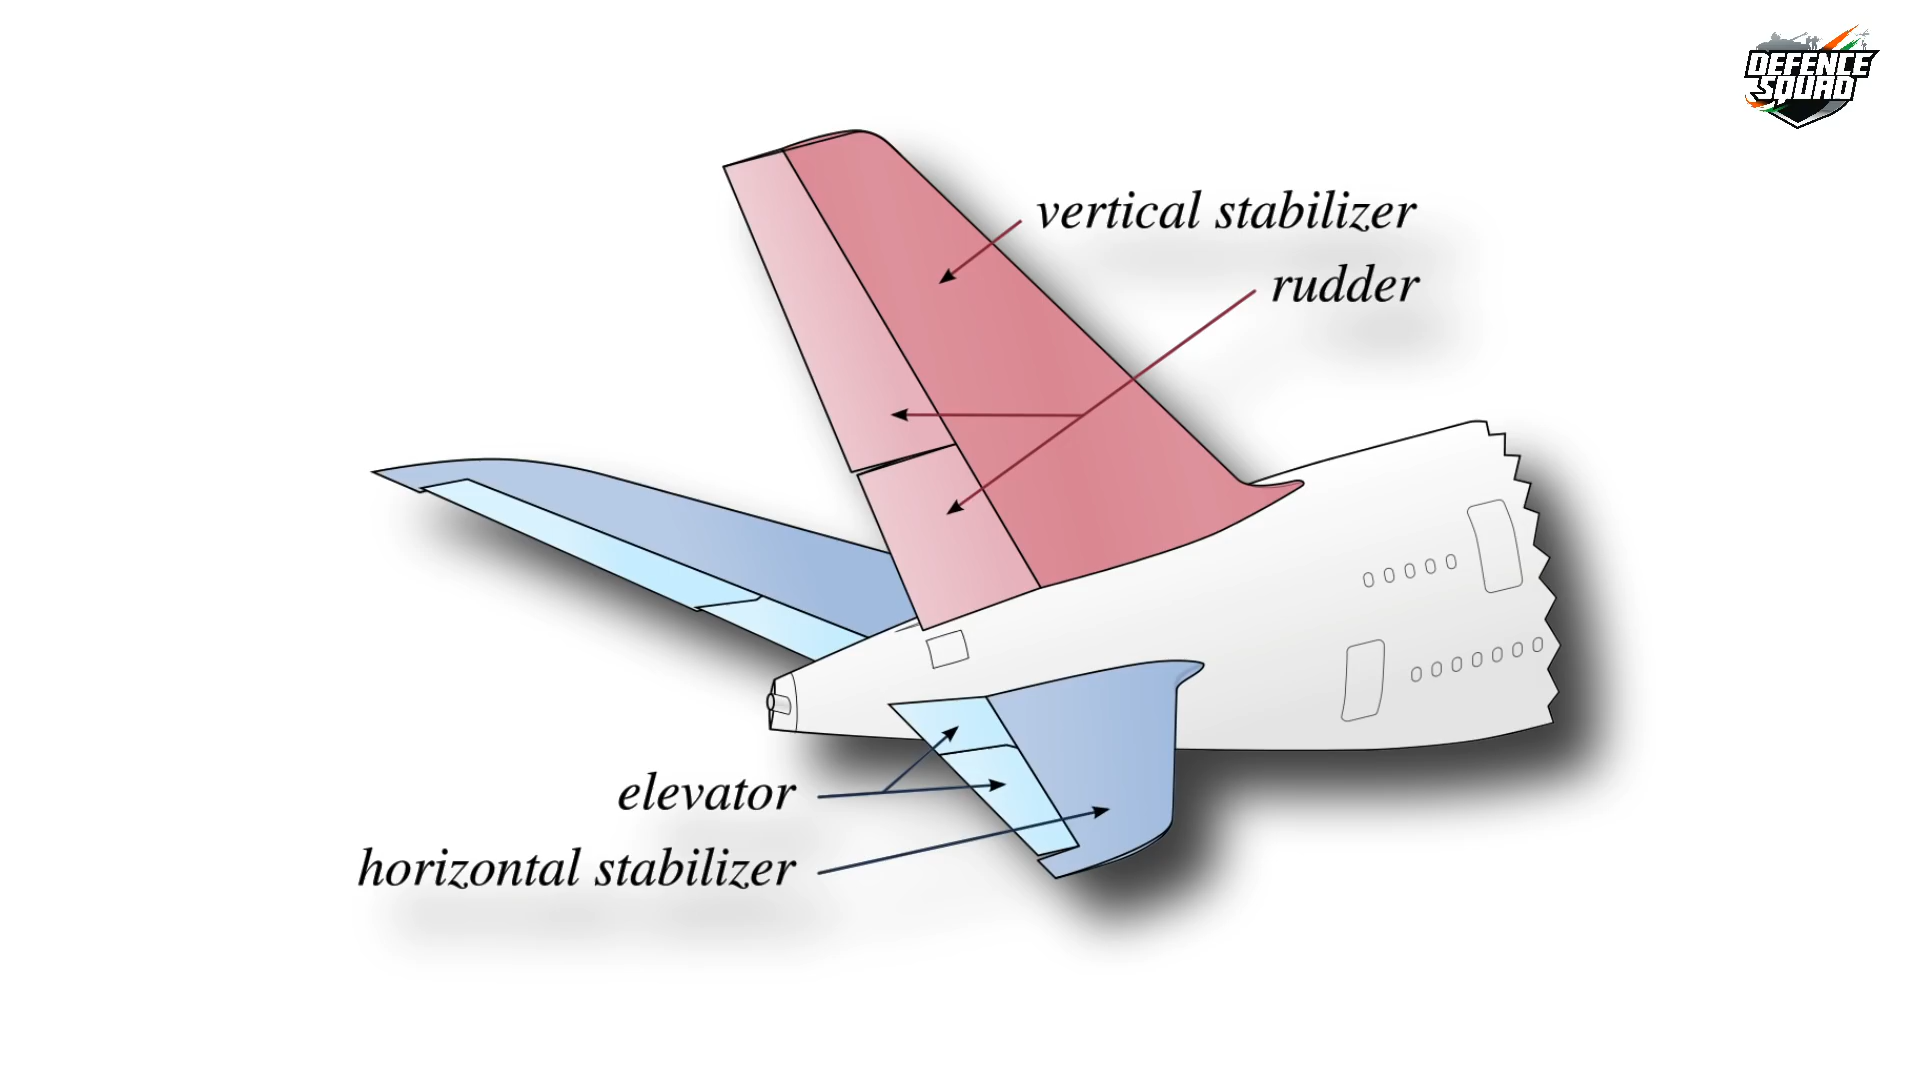 DEFENCE
SQUAD
vertical stabilizer
rudder
elevator
horizontal stabilizer